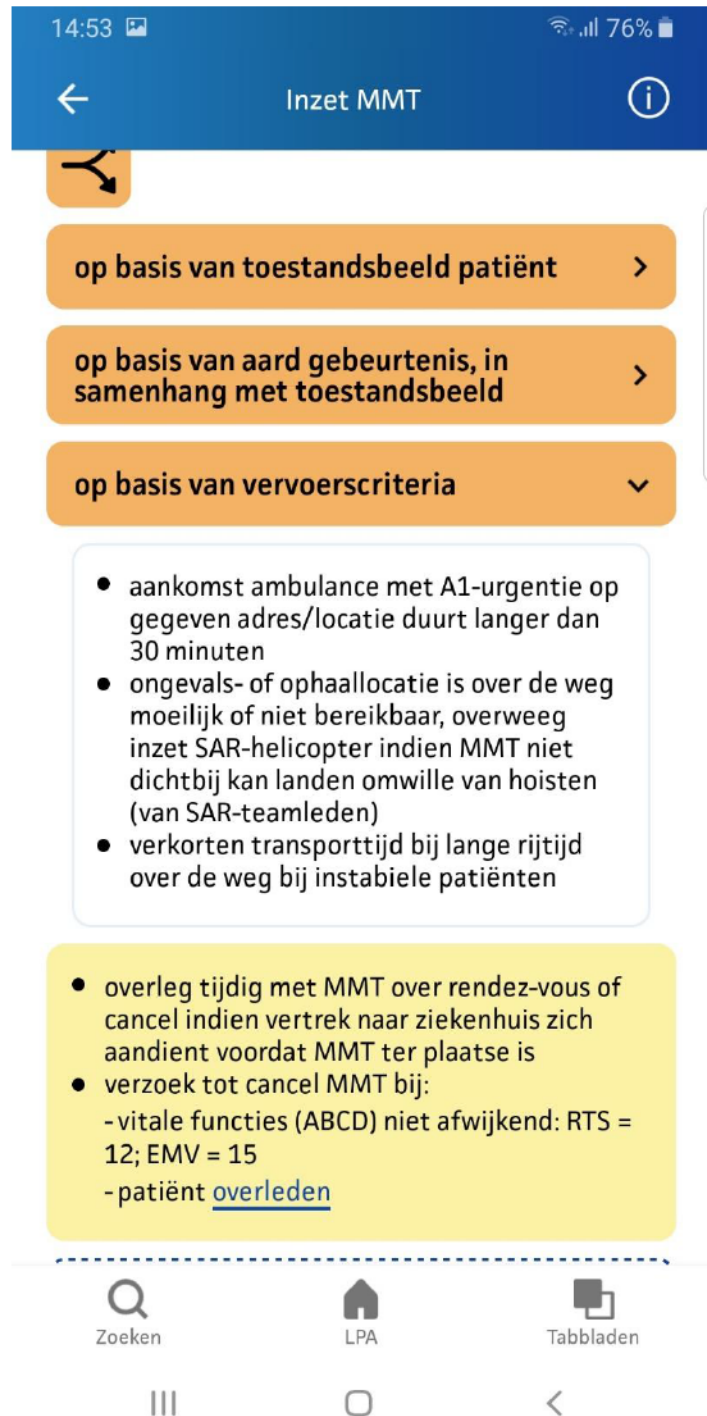 14:53 76%
Inzet MMT
op basis van toestandsbeeld patiënt
op basis van aard gebeurtenis, in
samenhang met toestandsbeeld
op basis van vervoerscriteria
• aankomst ambulance met A1-urgentie op
gegeven adres/locatie duurt langer dan
30 minuten
• ongevals- of ophaallocatie is over de weg
moeilijk of niet bereikbaar, overweeg
inzet SAR-helicopter indien MMT niet
dichtbij kan landen omwille van hoisten
(van SAR-teamleden)
• verkorten transporttijd bij lange rijtijd
over de weg bij instabiele patiënten
• overleg tijdig met MMT over rendez-vous of
cancel indien vertrek naar ziekenhuis zich
aandient voordat MMT ter plaatse is
• verzoek tot cancel MMT bij:
- vitale functies (ABCD) niet afwijkend: RTS =
12; EMV = 15
- patiënt overleden
Zoeken LPA Tabbladen